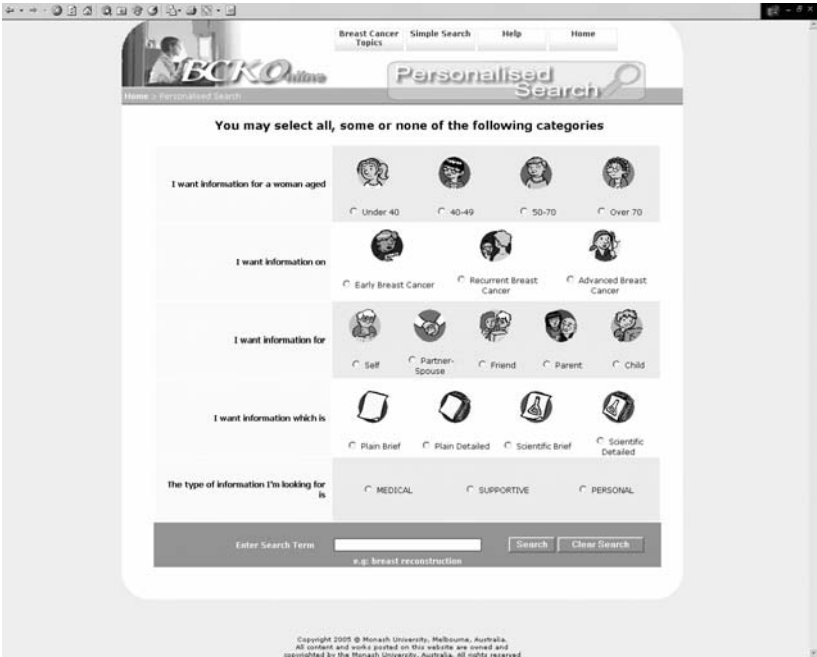 Breast Cancer Topics Simple Search Help Home
BCKOnline
Personalised Search
Home > Personalised Search
You may select all, some or none of the following categories
I want information for a woman aged
Under 40 40-49 50-70 Over 70
I want information on
Early Breast Cancer Recurrent Breast Cancer Advanced Breast Cancer
I want information for
Self Partner-Spouse Friend Parent Child
I want information which is
Plain Brief Plain Detailed Scientific Brief Scientific Detailed
The type of information I'm looking for is
MEDICAL SUPPORTIVE PERSONAL
Enter Search Term Search Clear Search
e.g: breast reconstruction
Copyright 2005 @ Monash University, Melbourne, Australia.
All content and works posted on this website are owned and
copyrighted by the Monash University, Australia. All rights reserved